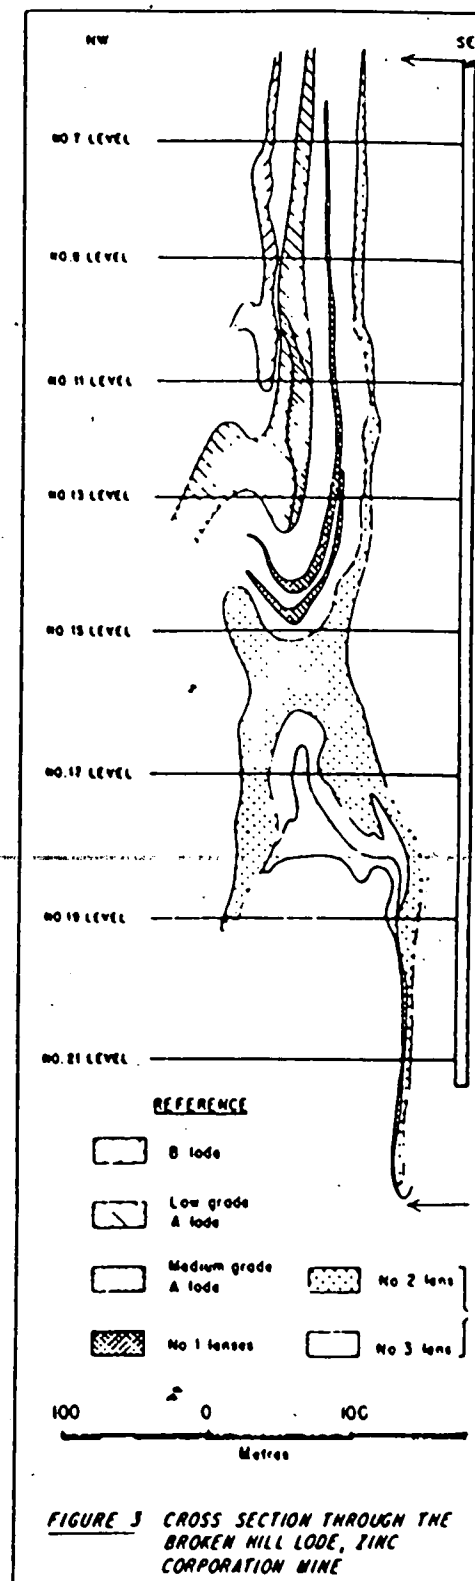 NW
NO 7 LEVEL
NO.9 LEVEL
NO. 11 LEVEL
NO. 13 LEVEL
NO. 15 LEVEL
NO. 17 LEVEL
NO 19 LEVEL
NO. 21 LEVEL
REFERENCE
B lode
Low grade
A lode
Medium grade
A lode
No 2 lens
No 1 lenses
No 3 lens
100 0 100
Metres
FIGURE 3 CROSS SECTION THROUGH THE
BROKEN HILL LODE, ZINC
CORPORATION MINE